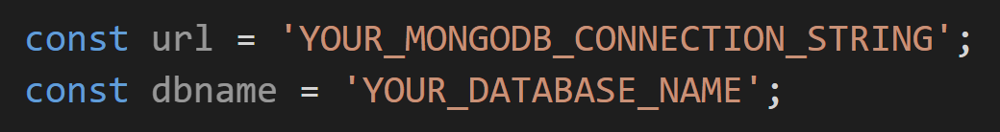 const url = 'YOUR_MONGODB_CONNECTION_STRING';
const dbname = 'YOUR_DATABASE_NAME';